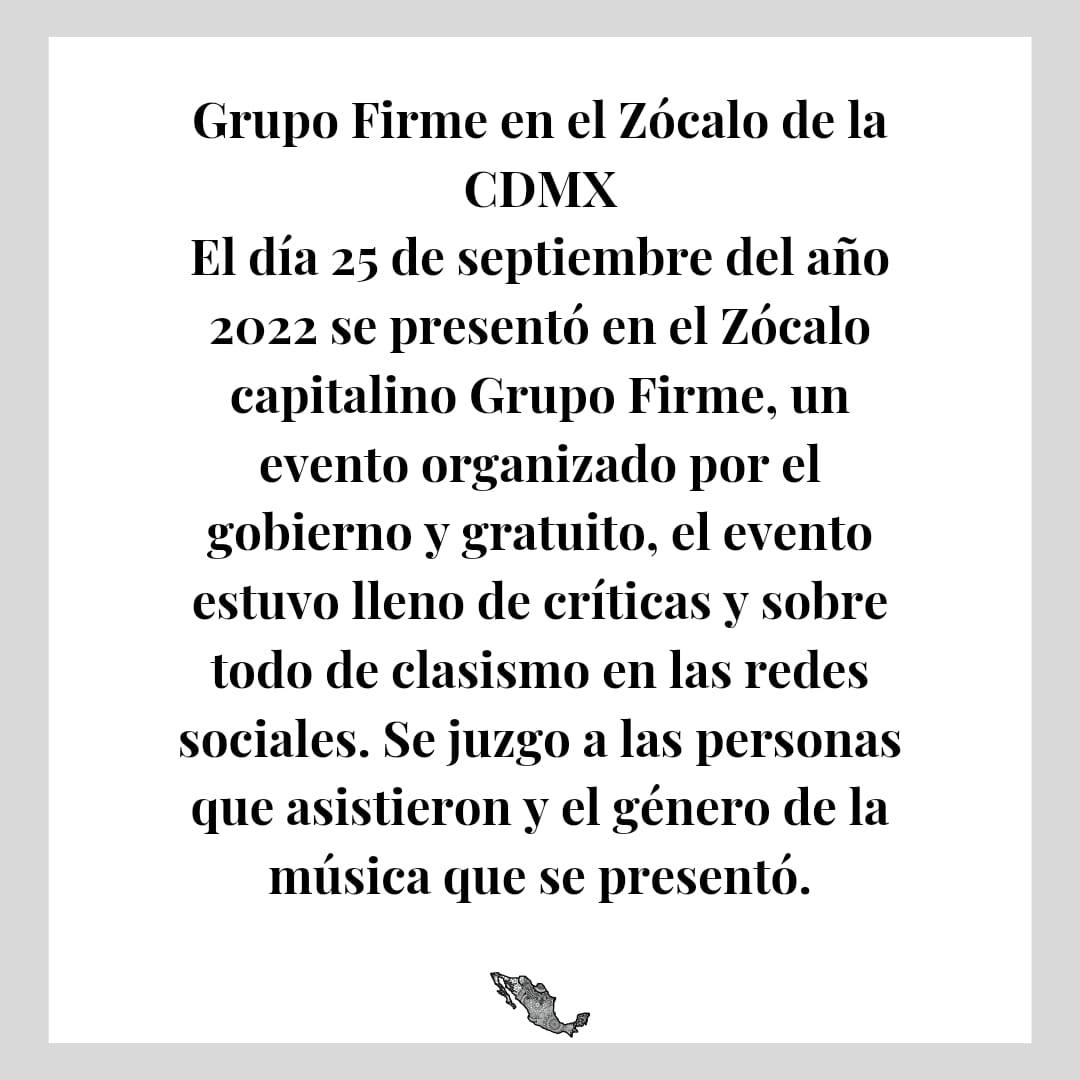 Grupo Firme en el Zócalo de la
CDMX
El día 25 de septiembre del año
2022 se presentó en el Zócalo
capitalino Grupo Firme, un
evento organizado por el
gobierno y gratuito, el evento
estuvo lleno de críticas y sobre
todo de clasismo en las redes
sociales. Se juzgo a las personas
que asistieron y el género de la
música que se presentó.